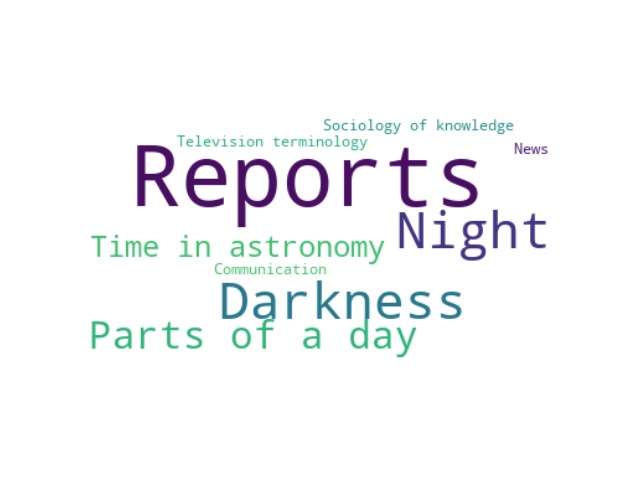 Sociology of knowledge
Television terminology
News
Reports
Night
Time in astronomy
Communication
Darkness
Parts of a day